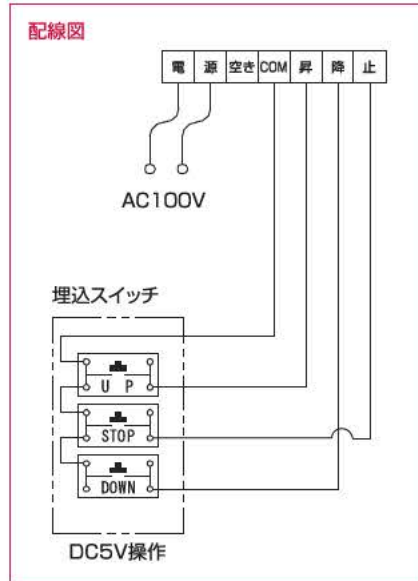 配線図
電 源 空き COM 昇 降 止
AC100V
埋込スイッチ
U P
STOP
DOWN
DC5V操作